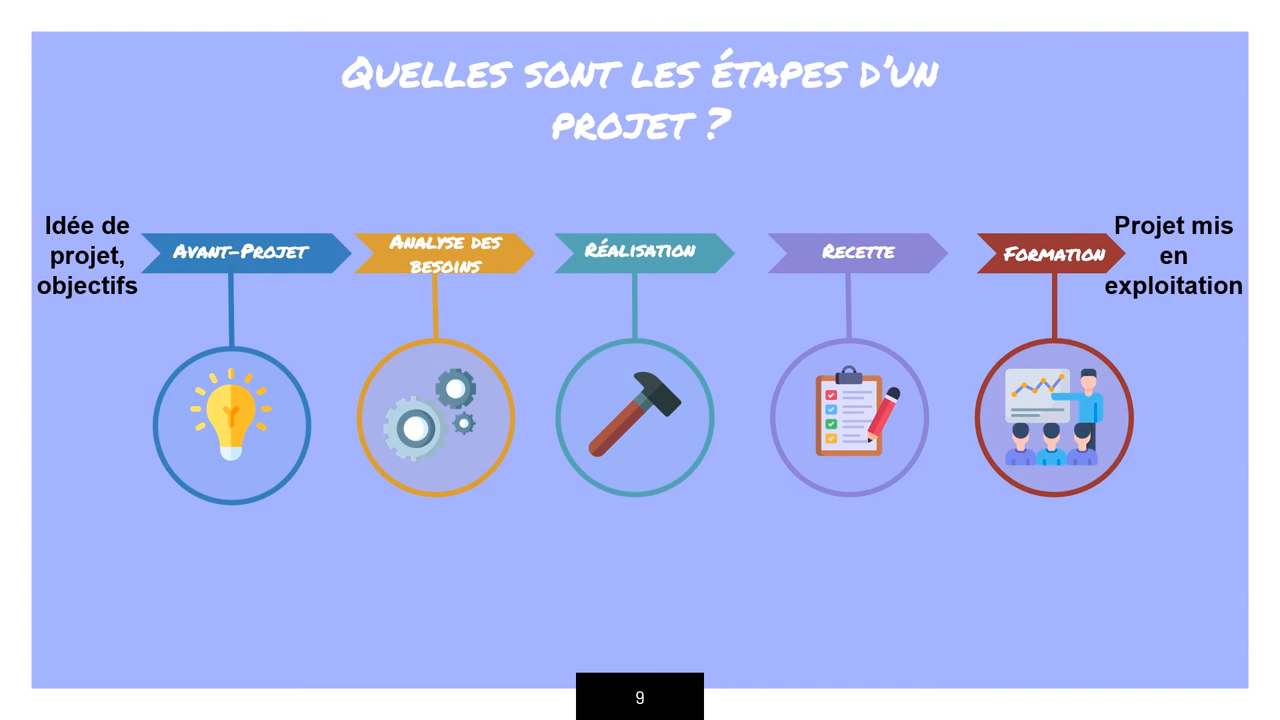 Quelles sont les étapes d'un
projet ?
Idée de
projet,
objectifs
Avant-Projet
Analyse des
besoins
Réalisation
Recette
Formation
Projet mis
en
exploitation
9